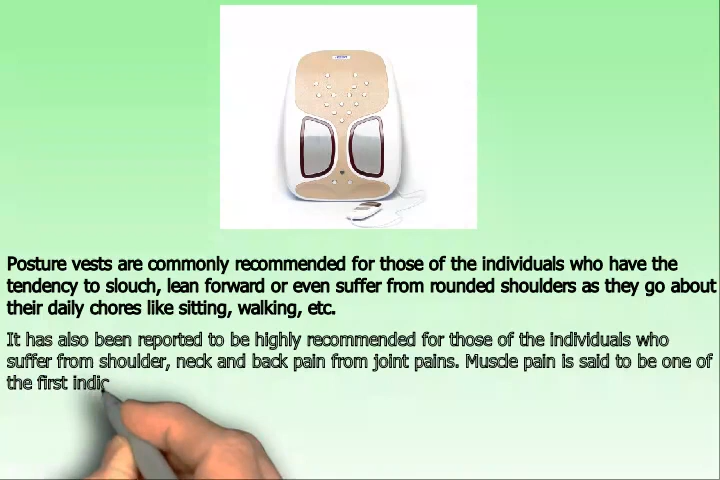 Posture vests are commonly recommended for those of the individuals who have the
tendency to slouch, lean forward or even suffer from rounded shoulders as they go about
their daily chores like sitting, walking, etc.
It has also been reported to be highly recommended for those of the individuals who
suffer from shoulder, neck and back pain from joint pains. Muscle pain is said to be one of
the first indic